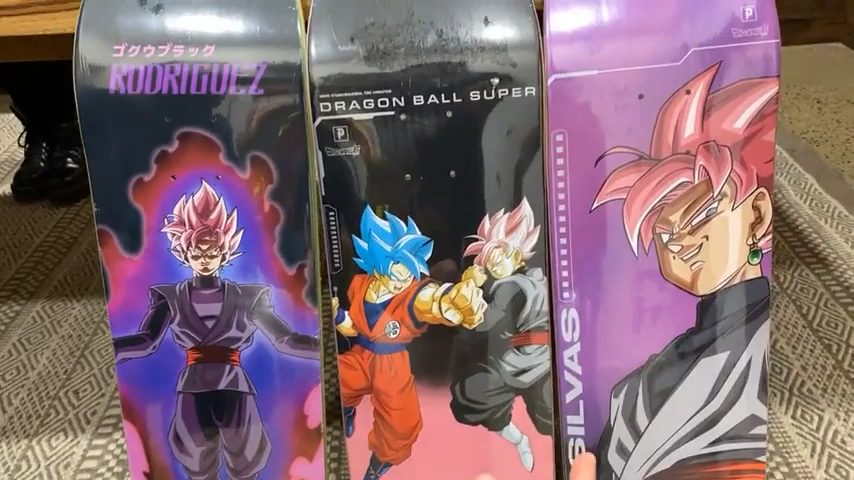 ゴクウブラック
RODRIGUEZ
DRAGON BALL SUPER
P
P
SILVAS